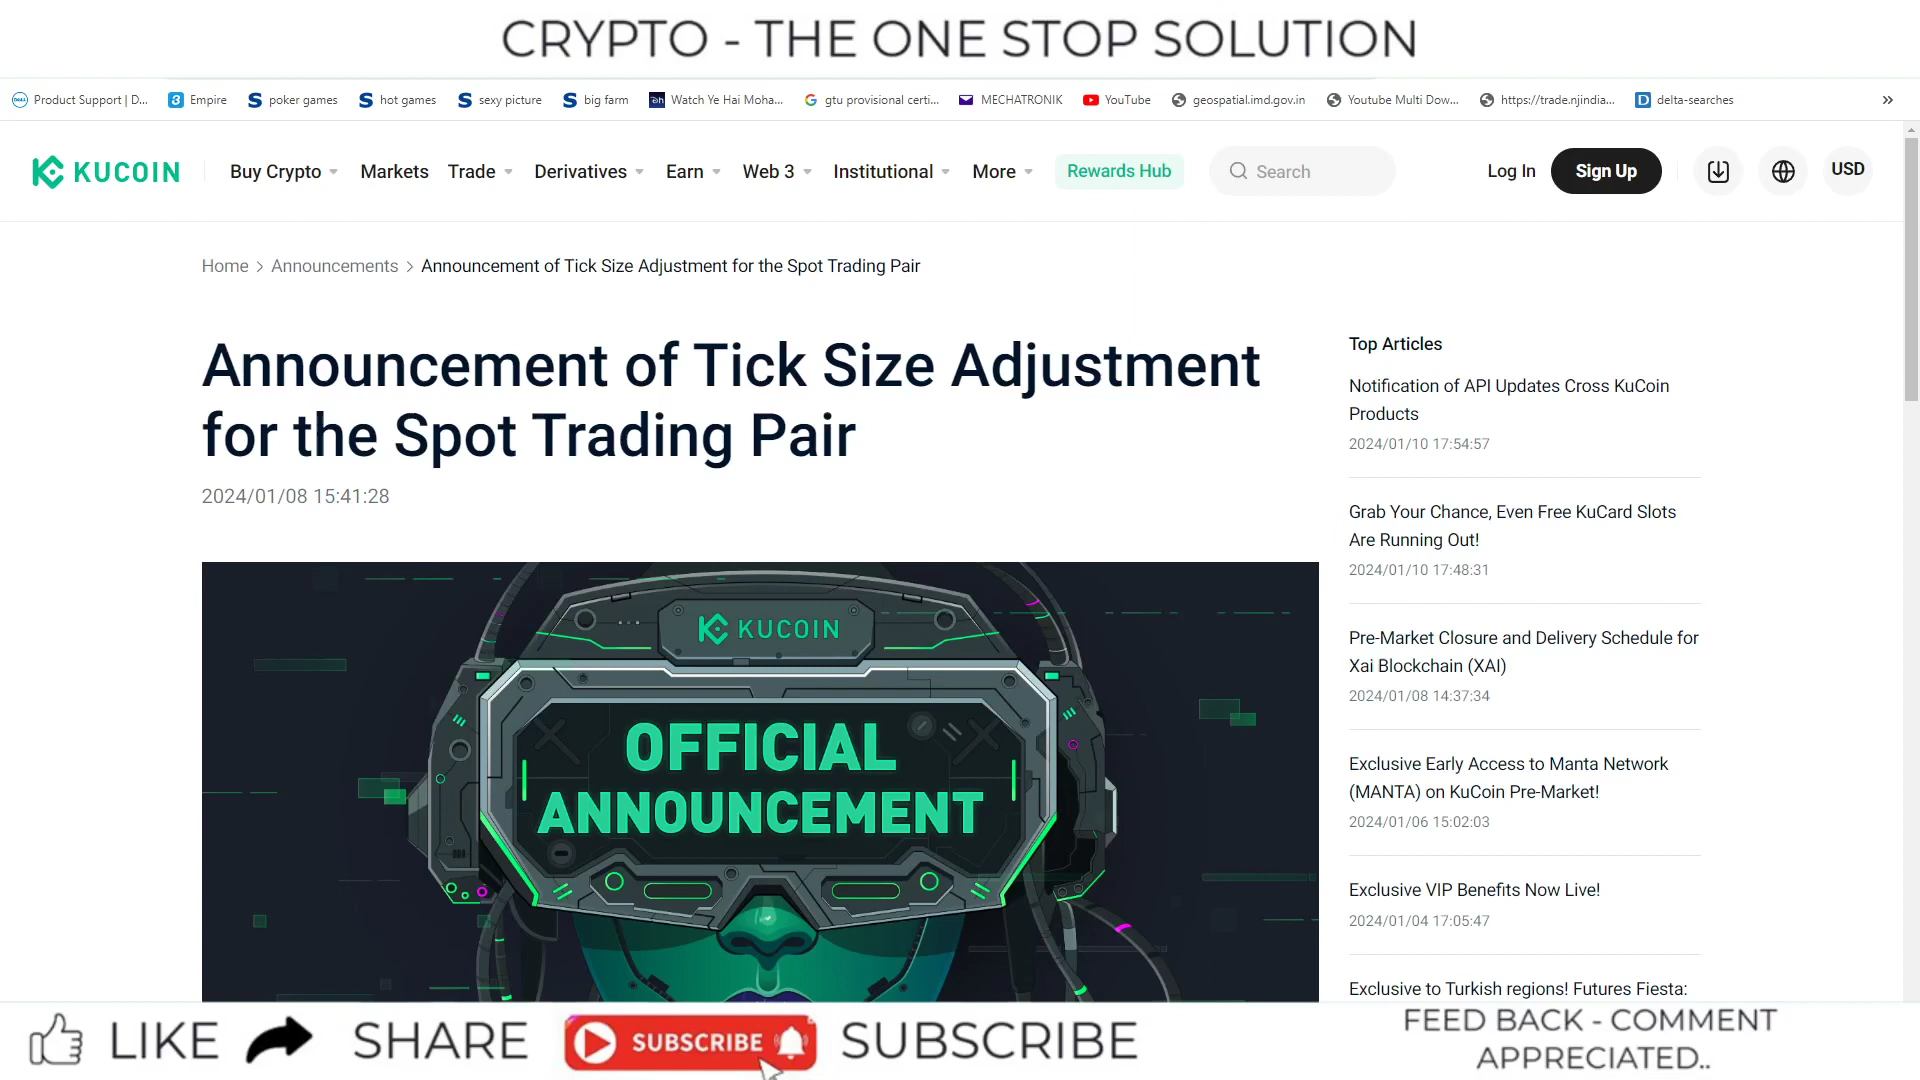 CRYPTO - THE ONE STOP SOLUTION
Product Support | D... Empire poker games hot games sexy picture big farm Watch Ye Hai Moha... gtu provisional certi... MECHATRONIK YouTube geospatial.imd.gov.in Youtube Multi Dow... https://trade.njindia... delta-searches »
KUCOIN Buy Crypto Markets Trade Derivatives Earn Web 3 Institutional More Rewards Hub Search Log In Sign Up USD
Home > Announcements > Announcement of Tick Size Adjustment for the Spot Trading Pair
Announcement of Tick Size Adjustment
for the Spot Trading Pair
2024/01/08 15:41:28
KUCOIN
OFFICIAL
ANNOUNCEMENT
Top Articles
Notification of API Updates Cross KuCoin
Products
2024/01/10 17:54:57
Grab Your Chance, Even Free KuCard Slots
Are Running Out!
2024/01/10 17:48:31
Pre-Market Closure and Delivery Schedule for
Xai Blockchain (XAI)
2024/01/08 14:37:34
Exclusive Early Access to Manta Network
(MANTA) on KuCoin Pre-Market!
2024/01/06 15:02:03
Exclusive VIP Benefits Now Live!
2024/01/04 17:05:47
Exclusive to Turkish regions! Futures Fiesta:
LIKE SHARE SUBSCRIBE SUBSCRIBE
FEED BACK - COMMENT
APPRECIATED..